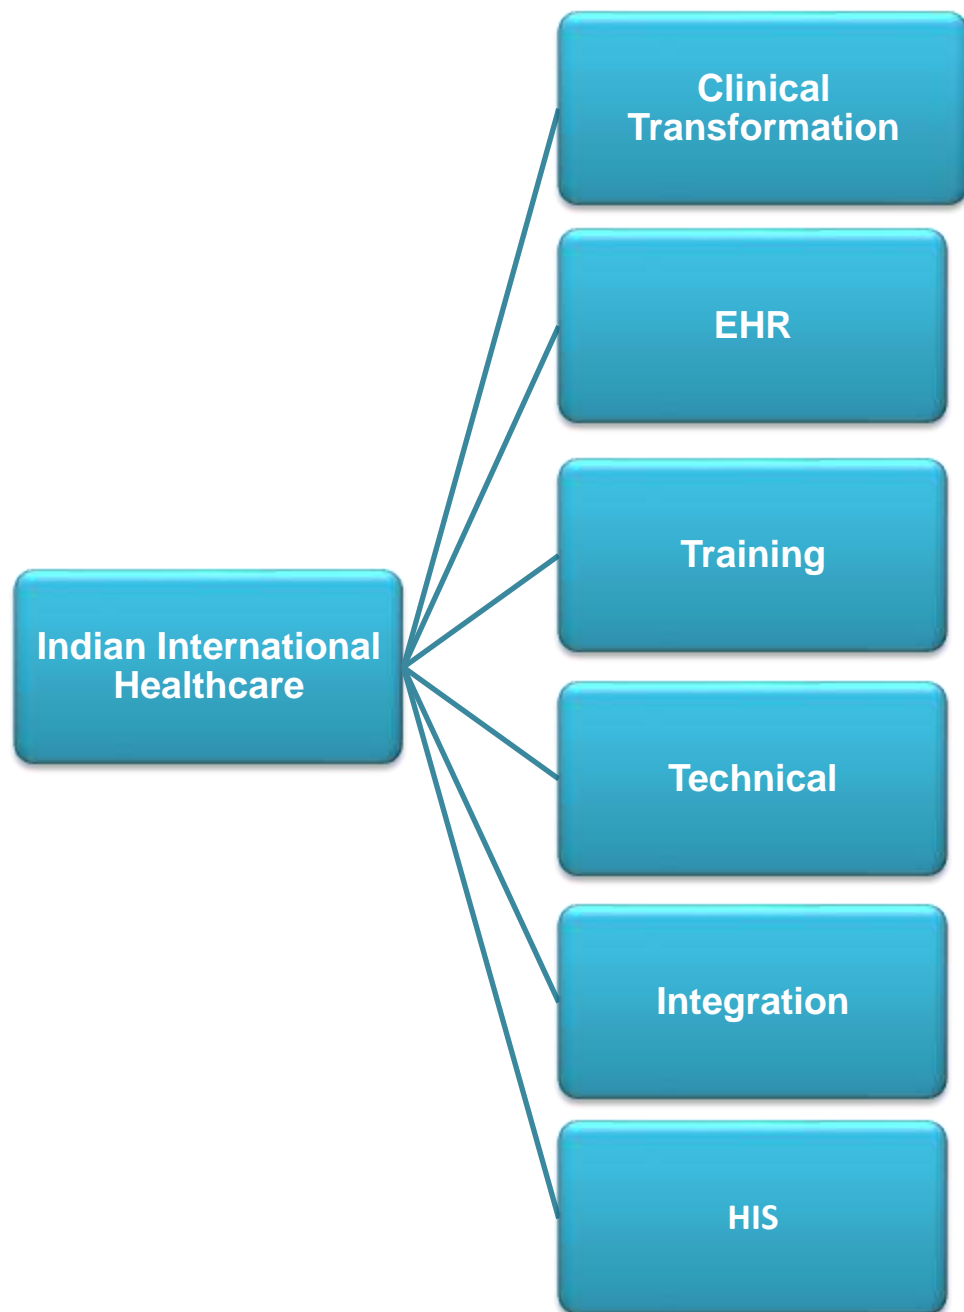 Clinical
Transformation
EHR
Training
Indian International
Healthcare
Technical
Integration
HIS